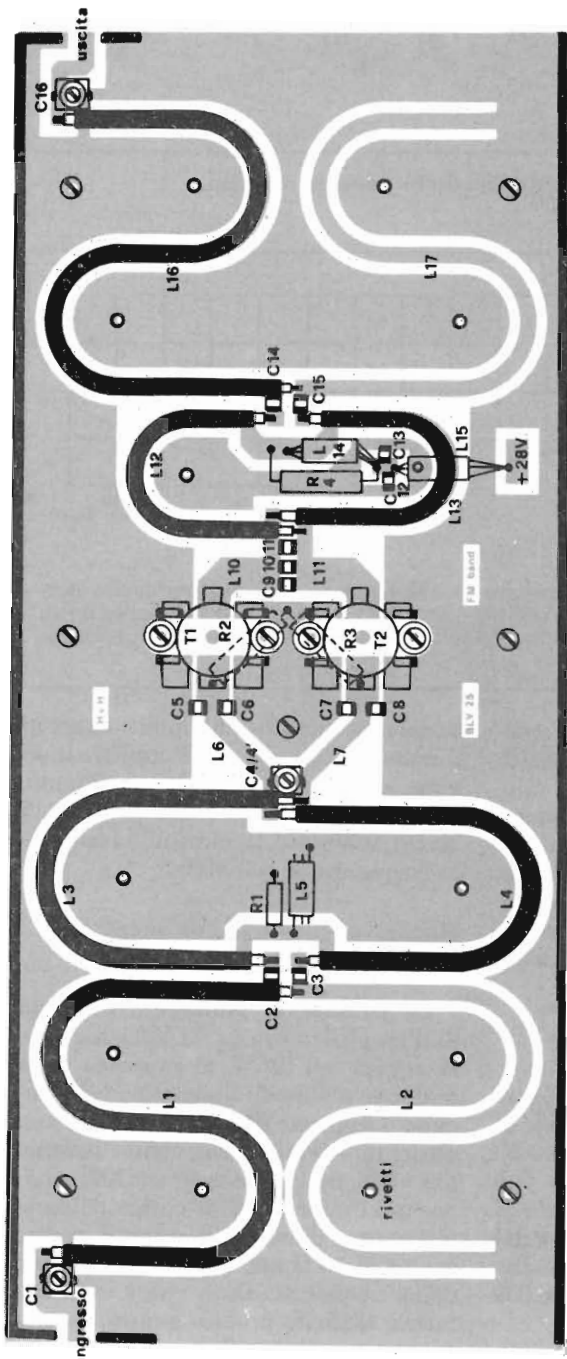 C1
ngresso
L1
L2
rivetti
C2
C3
L3
L4
R1
L5
C4/4'
L6
L7
C5
C6
C7
C8
H+H
BLV 25
FM band
T1
R2
R3
T2
L10
L11
C9 10 11
L12
L13
R
4
L
14
C
12
C13
L15
+28V
C14
C15
L16
L17
C16
uscita